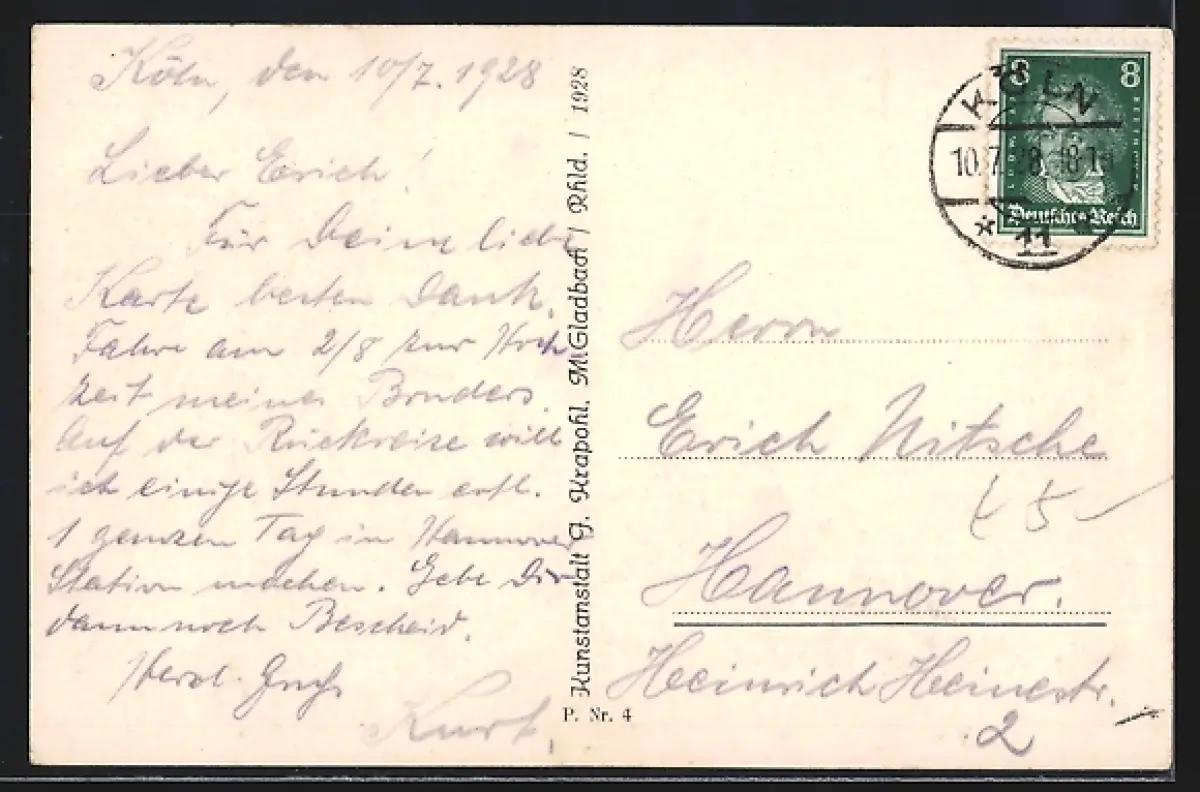 Köln, den 10/7. 1928
Lieber Erich!
Für Deine liebe
Karte besten Dank.
Fahre am 2/8 zur Hoch
zeit meines Bruders.
Auf der Rückreise will
ich einige Stunden evtl.
1 ganzen Tag in Hannover
Station machen. Gebe Dir
dann noch Bescheid.
Herzl. Gruß
Kurt.
Kunstanstalt G. Krapohl, M.Gladbach / Rhld. / 1928
P. Nr. 4
8 8
Deutsches Reich
KÖLN
10.7.28. 18-19
* 11
Herrn
Erich Nitsche
Hannover.
Heinrich Heinestr.
2